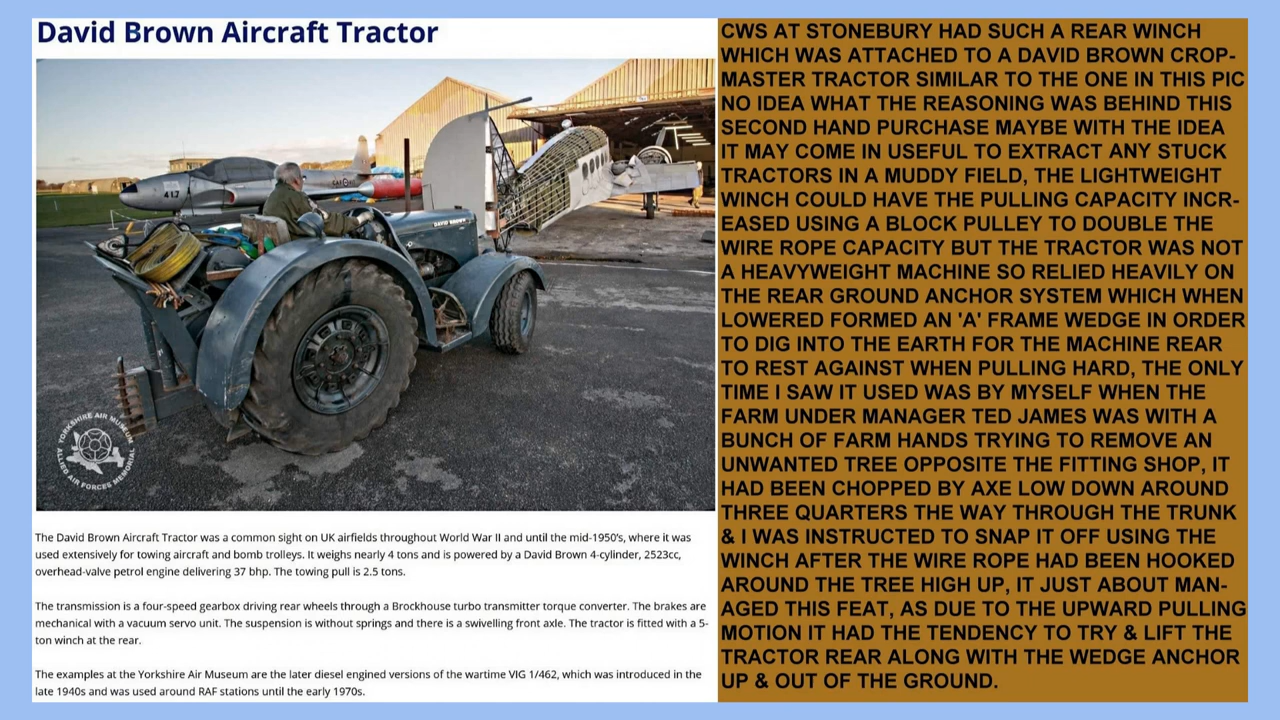 David Brown Aircraft Tractor
417
DAVID BROWN
YORKSHIRE AIR MUSEUM
ALLIED AIR FORCES MEMORIAL
The David Brown Aircraft Tractor was a common sight on UK airfields throughout World War II and until the mid-1950's, where it was
used extensively for towing aircraft and bomb trolleys. It weighs nearly 4 tons and is powered by a David Brown 4-cylinder, 2523cc,
overhead-valve petrol engine delivering 37 bhp. The towing pull is 2.5 tons.
The transmission is a four-speed gearbox driving rear wheels through a Brockhouse turbo transmitter torque converter. The brakes are
mechanical with a vacuum servo unit. The suspension is without springs and there is a swivelling front axle. The tractor is fitted with a 5-
ton winch at the rear.
The examples at the Yorkshire Air Museum are the later diesel engined versions of the wartime VIG 1/462, which was introduced in the
late 1940s and was used around RAF stations until the early 1970s.
CWS AT STONEBURY HAD SUCH A REAR WINCH
WHICH WAS ATTACHED TO A DAVID BROWN CROP-
MASTER TRACTOR SIMILAR TO THE ONE IN THIS PIC
NO IDEA WHAT THE REASONING WAS BEHIND THIS
SECOND HAND PURCHASE MAYBE WITH THE IDEA
IT MAY COME IN USEFUL TO EXTRACT ANY STUCK
TRACTORS IN A MUDDY FIELD, THE LIGHTWEIGHT
WINCH COULD HAVE THE PULLING CAPACITY INCR-
EASED USING A BLOCK PULLEY TO DOUBLE THE
WIRE ROPE CAPACITY BUT THE TRACTOR WAS NOT
A HEAVYWEIGHT MACHINE SO RELIED HEAVILY ON
THE REAR GROUND ANCHOR SYSTEM WHICH WHEN
LOWERED FORMED AN 'A' FRAME WEDGE IN ORDER
TO DIG INTO THE EARTH FOR THE MACHINE REAR
TO REST AGAINST WHEN PULLING HARD, THE ONLY
TIME I SAW IT USED WAS BY MYSELF WHEN THE
FARM UNDER MANAGER TED JAMES WAS WITH A
BUNCH OF FARM HANDS TRYING TO REMOVE AN
UNWANTED TREE OPPOSITE THE FITTING SHOP, IT
HAD BEEN CHOPPED BY AXE LOW DOWN AROUND
THREE QUARTERS THE WAY THROUGH THE TRUNK
& I WAS INSTRUCTED TO SNAP IT OFF USING THE
WINCH AFTER THE WIRE ROPE HAD BEEN HOOKED
AROUND THE TREE HIGH UP, IT JUST ABOUT MAN-
AGED THIS FEAT, AS DUE TO THE UPWARD PULLING
MOTION IT HAD THE TENDENCY TO TRY & LIFT THE
TRACTOR REAR ALONG WITH THE WEDGE ANCHOR
UP & OUT OF THE GROUND.